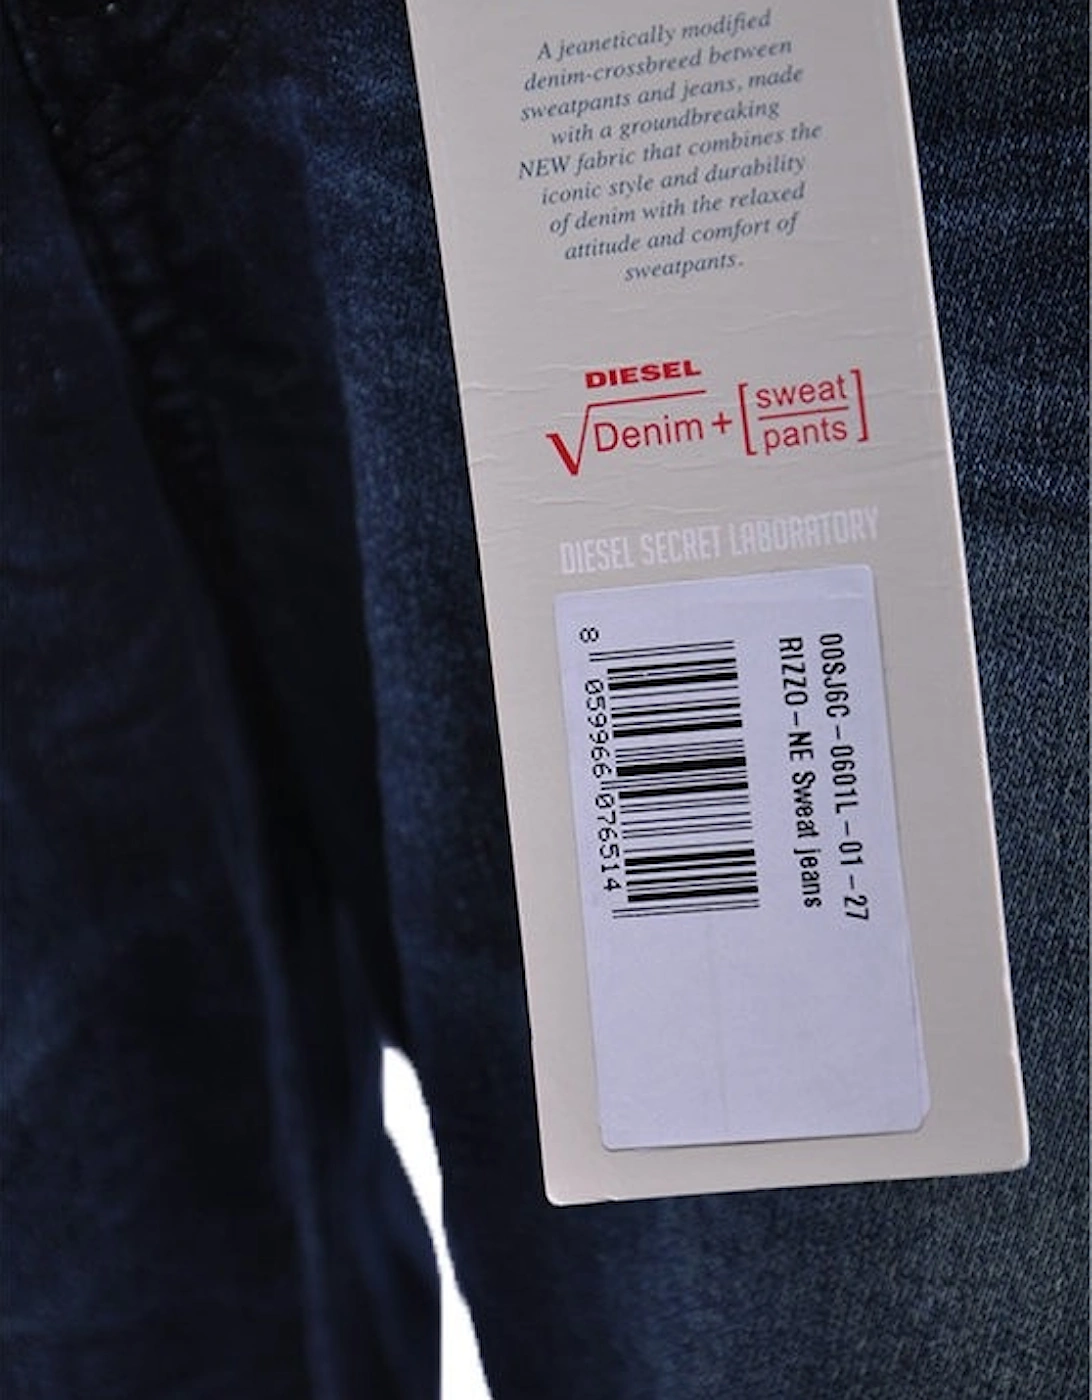 A jeanetically modified
denim-crossbreed between
sweatpants and jeans, made
with a groundbreaking
NEW fabric that combines the
iconic style and durability
of denim with the relaxed
attitude and comfort of
sweatpants.
DIESEL
√Denim + [sweat
pants]
DIESEL SECRET LABORATORY
00SJ6C-0601L-01-27
RIZZO-NE Sweat jeans
8 059966 076514